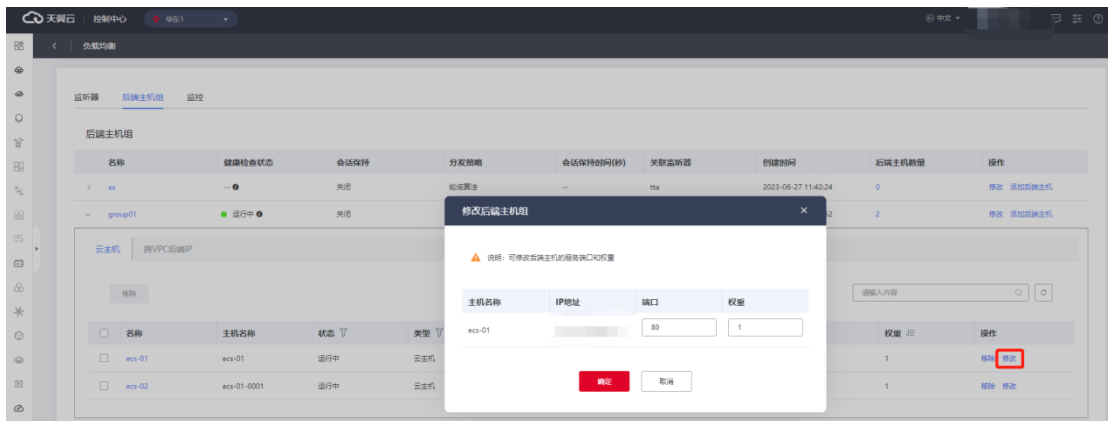 天翼云 控制中心 华东1 中文
负载均衡
监听器 后端主机组 监控
后端主机组
名称 健康检查状态 会话保持 分发策略 会话保持时间(秒) 关联监听器 创建时间 后端主机数量 操作
xx -- 关闭 轮询算法 -- tta 2023-06-27 11:42:24 0 修改 添加后端主机
group01 运行中 关闭 2 修改 添加后端主机
修改后端主机组
云主机 跨VPC后端IP
说明：可修改后端主机的服务端口和权重
移除 请输入内容
主机名称 IP地址 端口 权重
ecs-01 80 1
名称 主机名称 状态 类型 权重 操作
ecs-01 ecs-01 运行中 云主机 1 移除 修改
确定 取消
ecs-02 ecs-01-0001 运行中 云主机 1 移除 修改